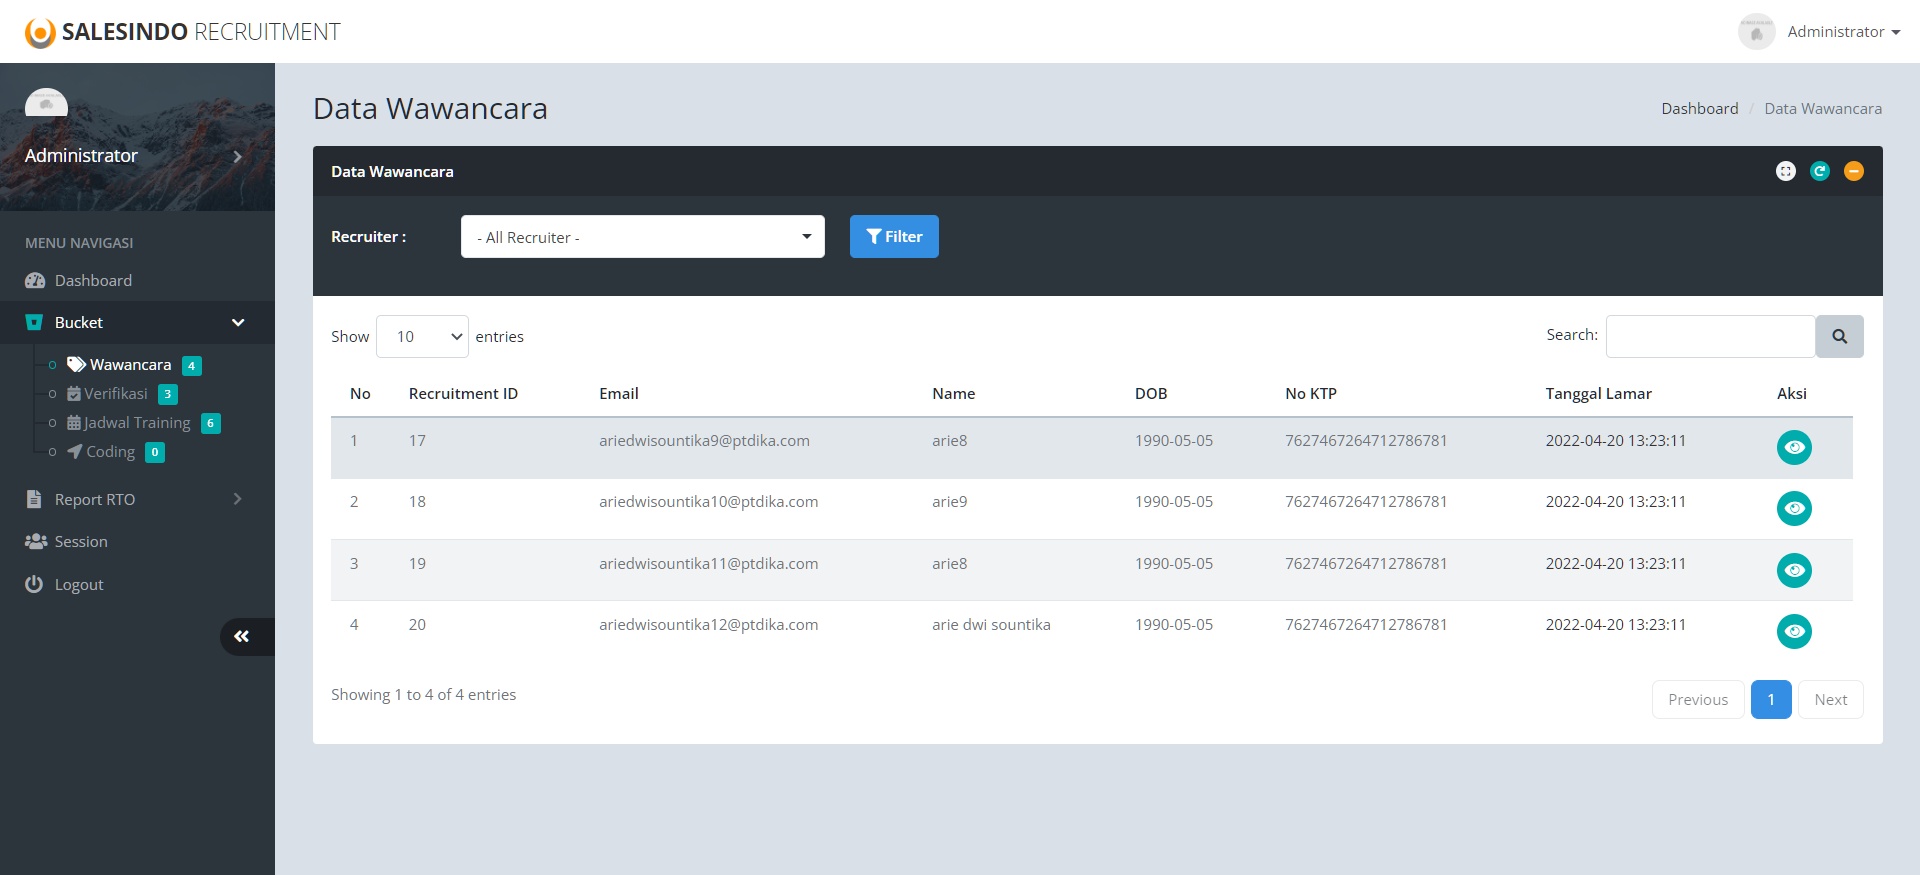 SALESINDO RECRUITMENT
Administrator
Administrator
MENU NAVIGASI
Dashboard
Bucket
Wawancara 4
Verifikasi 3
Jadwal Training 6
Coding 0
Report RTO
Session
Logout
Data Wawancara
Dashboard / Data Wawancara
Data Wawancara
Recruiter : - All Recruiter - Filter
Show 10 entries Search:
No Recruitment ID Email Name DOB No KTP Tanggal Lamar Aksi
1 17 ariedwisountika9@ptdika.com arie8 1990-05-05 7627467264712786781 2022-04-20 13:23:11
2 18 ariedwisountika10@ptdika.com arie9 1990-05-05 7627467264712786781 2022-04-20 13:23:11
3 19 ariedwisountika11@ptdika.com arie8 1990-05-05 7627467264712786781 2022-04-20 13:23:11
4 20 ariedwisountika12@ptdika.com arie dwi sountika 1990-05-05 7627467264712786781 2022-04-20 13:23:11
Showing 1 to 4 of 4 entries Previous 1 Next